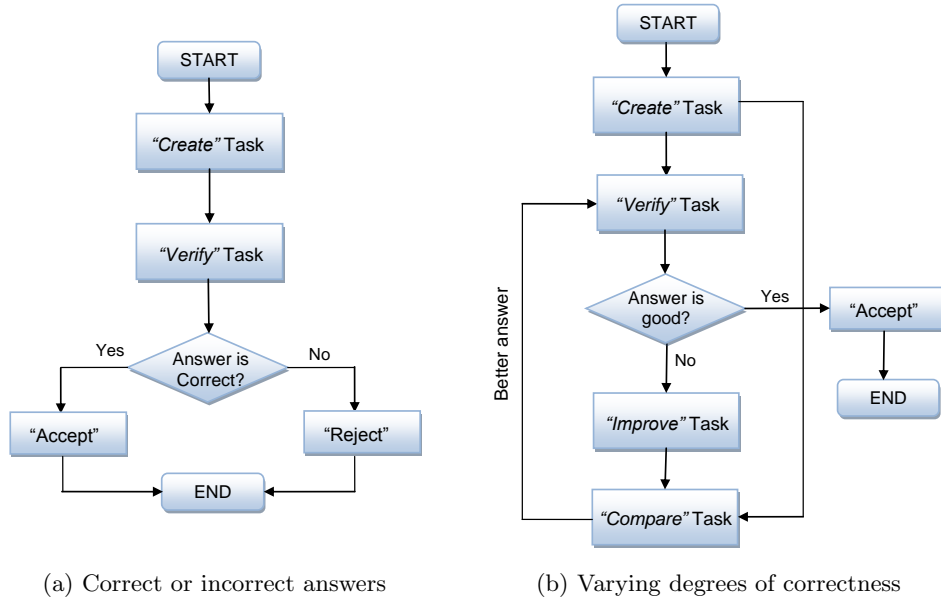 START
“Create” Task
“Verify” Task
Answer is
Correct?
Yes
No
“Accept”
“Reject”
END
(a) Correct or incorrect answers
START
“Create” Task
“Verify” Task
Answer is
good?
Yes
“Accept”
END
No
“Improve” Task
“Compare” Task
Better answer
(b) Varying degrees of correctness